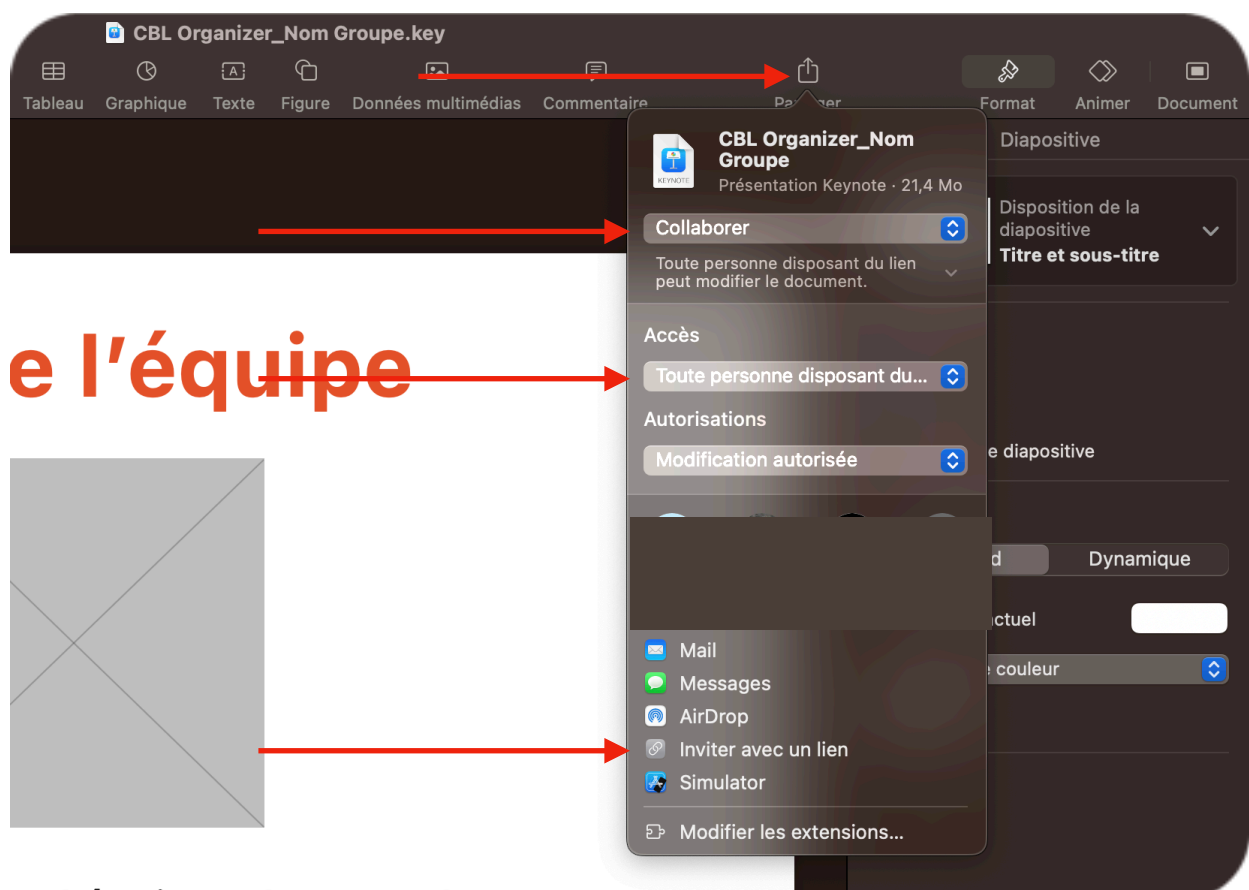 CBL Organizer_Nom Groupe.key
Tableau Graphique Texte Figure Données multimédias Commentaire Format Animer Document
CBL Organizer_Nom
Groupe
KEYNOTE
Présentation Keynote · 21,4 Mo
Collaborer
Toute personne disposant du lien
peut modifier le document.
Accès
Toute personne disposant du...
Autorisations
Modification autorisée
Mail
Messages
AirDrop
Inviter avec un lien
Simulator
Modifier les extensions...
Diapositive
Disposition de la
diapositive
Titre et sous-titre
e diapositive
d Dynamique
ctuel
couleur
e l’équipe